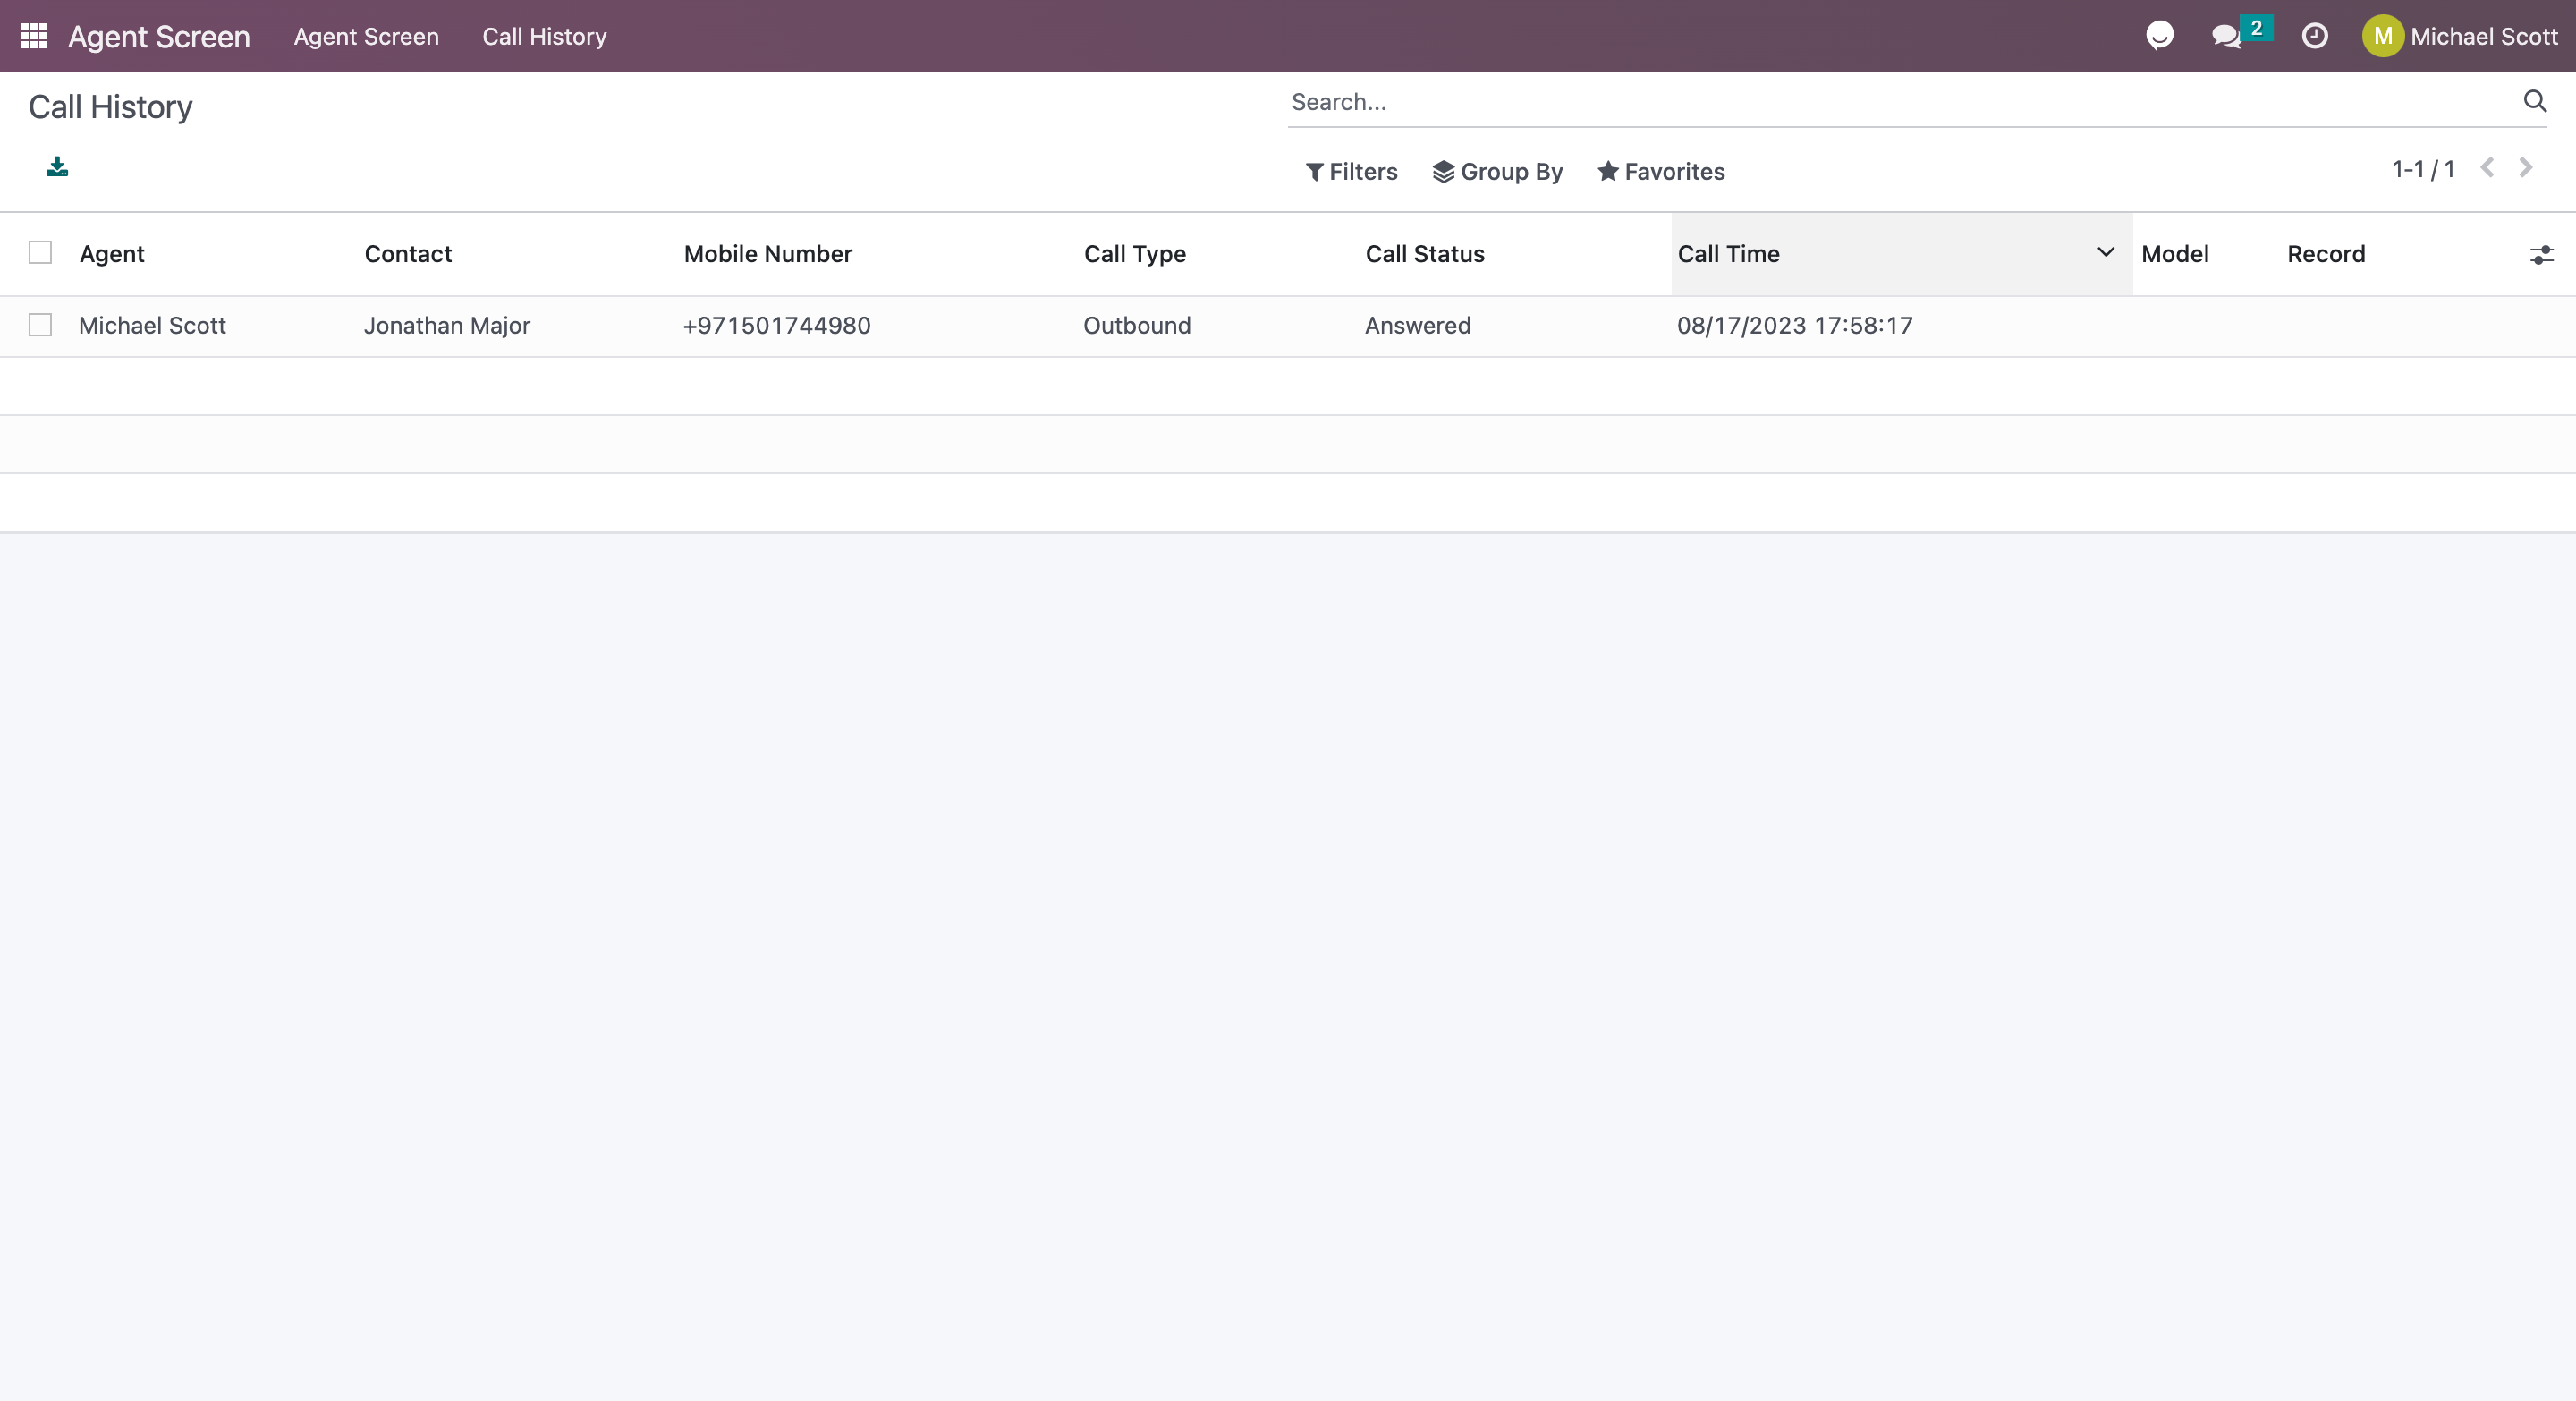 Agent Screen Agent Screen Call History 2 M Michael Scott
Call History Search...
Filters Group By Favorites 1-1 / 1
Agent Contact Mobile Number Call Type Call Status Call Time Model Record
Michael Scott Jonathan Major +971501744980 Outbound Answered 08/17/2023 17:58:17